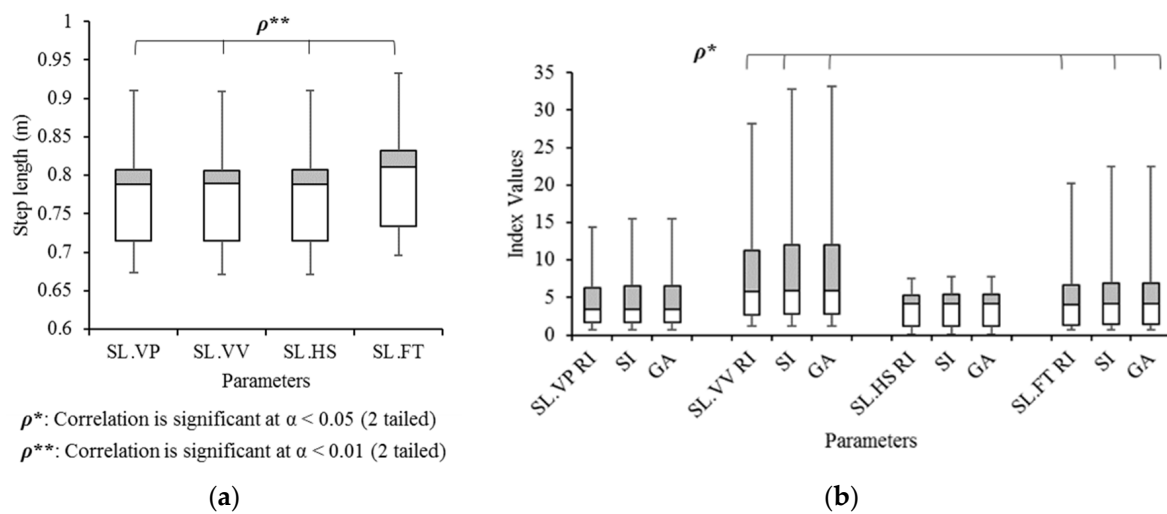 ρ**
1
0.95
0.9
0.85
0.8
0.75
0.7
0.65
0.6
Step length (m)
SL.VP SL.VV SL.HS SL.FT
Parameters
ρ*: Correlation is significant at α < 0.05 (2 tailed)
ρ**: Correlation is significant at α < 0.01 (2 tailed)
(a)
ρ*
35
30
25
20
15
10
5
0
Index Values
SL.VP RI SI GA SL.VV RI SI GA SL.HS RI SI GA SL.FT RI SI GA
Parameters
(b)